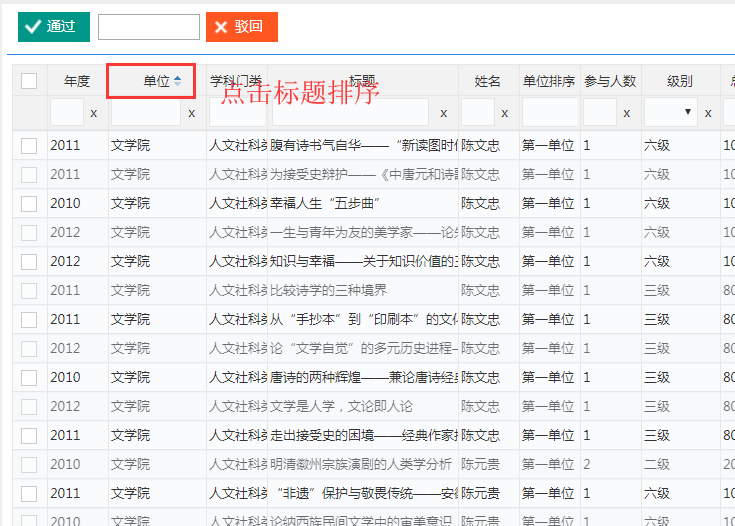 通过 驳回
年度 单位 学科门类 标题 姓名 单位排序 参与人数 级别
点击标题排序
x x x x x x
2011 文学院 人文社科类 腹有诗书气自华——“新读图时代 陈文忠 第一单位 1 六级 10
2011 文学院 人文社科类 为接受史辩护——《中唐元和诗 陈文忠 第一单位 1 六级 10
2010 文学院 人文社科类 幸福人生“五步曲” 陈文忠 第一单位 1 六级 10
2012 文学院 人文社科类 一生与青年为友的美学家——论 陈文忠 第一单位 1 六级 10
2012 文学院 人文社科类 知识与幸福——关于知识价值的三 陈文忠 第一单位 1 六级 10
2011 文学院 人文社科类 比较诗学的三种境界 陈文忠 第一单位 1 三级 80
2011 文学院 人文社科类 从“手抄本”到“印刷本”的文化 陈文忠 第一单位 1 三级 80
2012 文学院 人文社科类 论“文学自觉”的多元历史进程— 陈文忠 第一单位 1 三级 80
2010 文学院 人文社科类 唐诗的两种辉煌——兼论唐诗经典 陈文忠 第一单位 1 三级 80
2012 文学院 人文社科类 文学是人学，文论即人论 陈文忠 第一单位 1 三级 80
2011 文学院 人文社科类 走出接受史的困境——经典作家 陈文忠 第一单位 1 三级 80
2010 文学院 人文社科类 明清徽州宗族演剧的人类学分析 陈元贵 第一单位 2 二级 20
2011 文学院 人文社科类 “非遗”保护与敬畏传统——安徽 陈元贵 第一单位 1 六级 10
2010 文学院 人文社科类 论纳西族民间文学中的审美意识 陈元贵 第一单位 1 六级 10